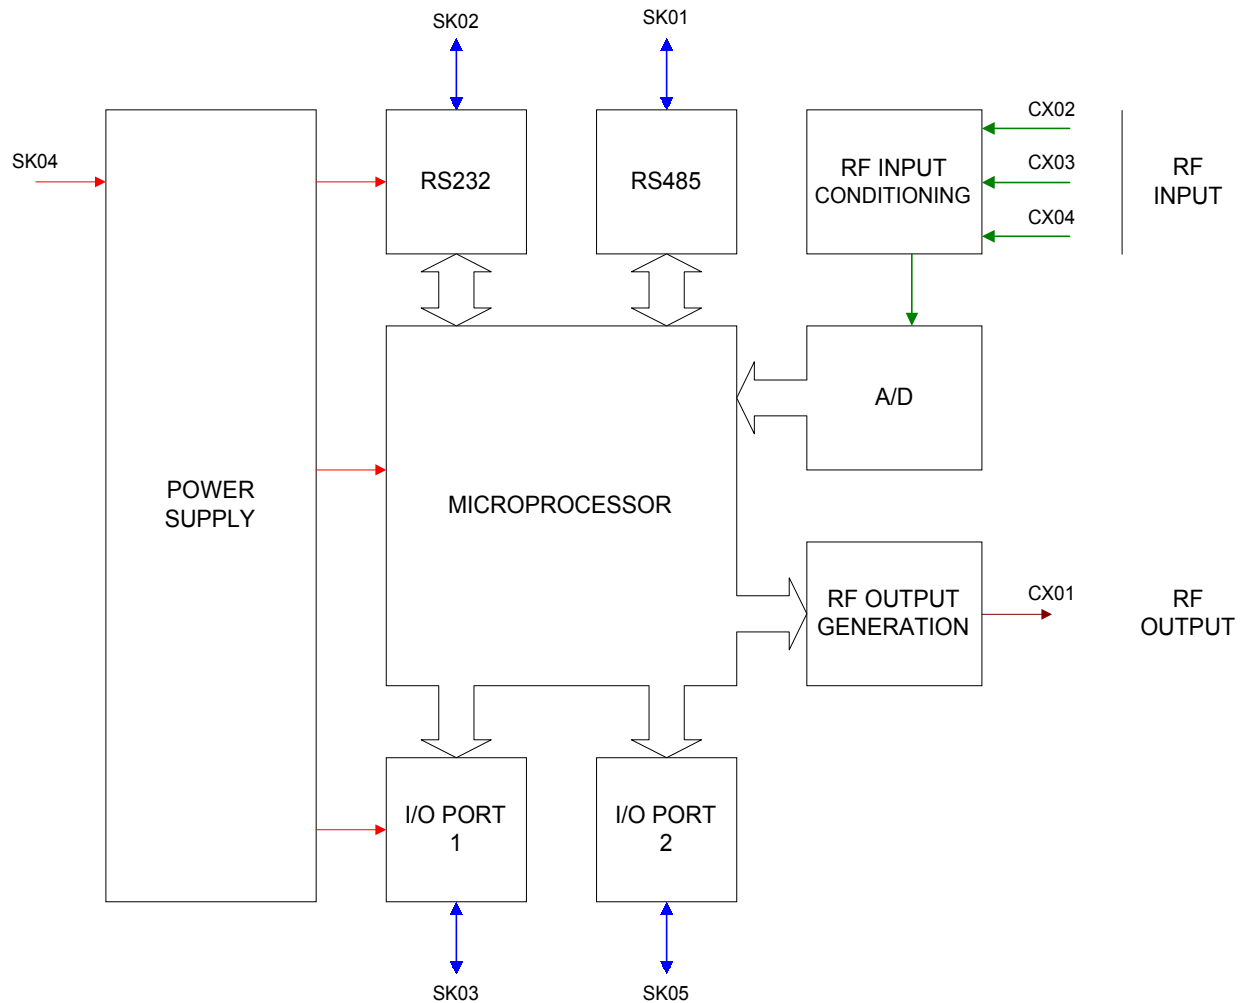 SK02
SK01
SK04
RS232
RS485
RF INPUT
CONDITIONING
CX02
CX03
CX04
RF
INPUT
A/D
POWER
SUPPLY
MICROPROCESSOR
RF OUTPUT
GENERATION
CX01
RF
OUTPUT
I/O PORT
1
I/O PORT
2
SK03
SK05